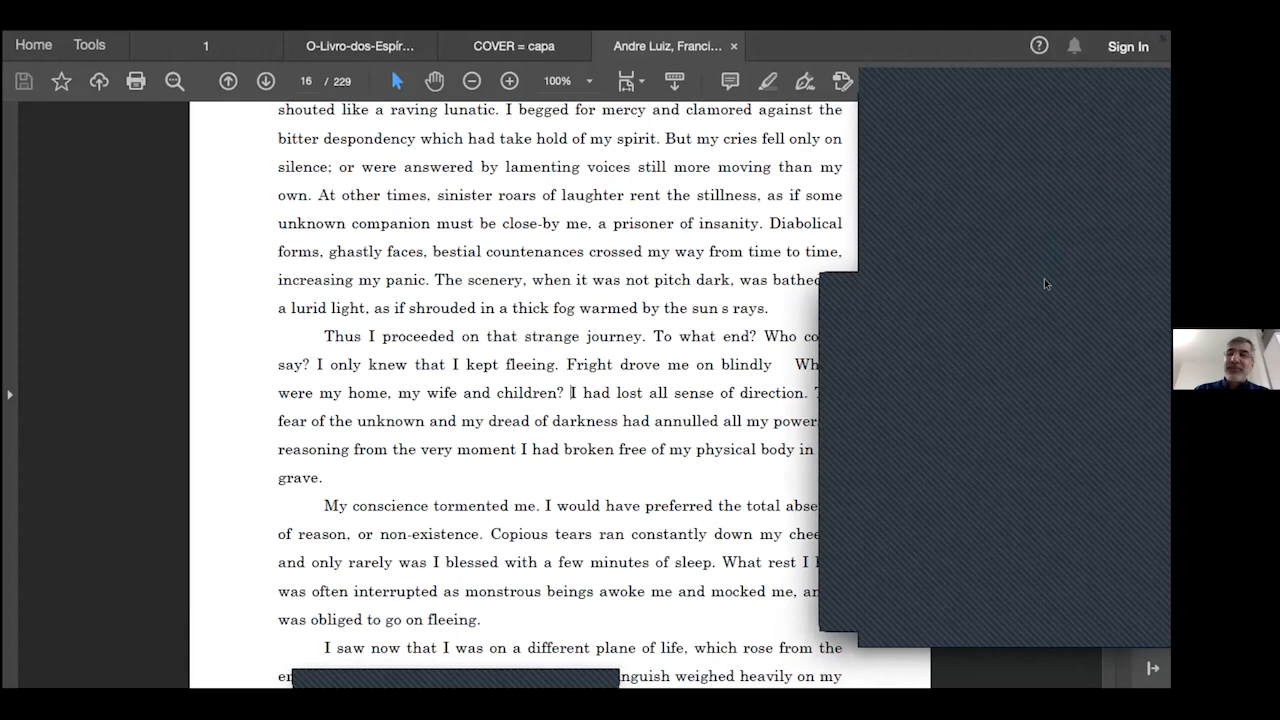 Home Tools 1 O-Livro-dos-Espír... COVER = capa Andre Luiz, Franci... × ? Sign In
16 / 229 100%
shouted like a raving lunatic. I begged for mercy and clamored against the
bitter despondency which had take hold of my spirit. But my cries fell only on
silence; or were answered by lamenting voices still more moving than my
own. At other times, sinister roars of laughter rent the stillness, as if some
unknown companion must be close-by me, a prisoner of insanity. Diabolical
forms, ghastly faces, bestial countenances crossed my way from time to time,
increasing my panic. The scenery, when it was not pitch dark, was bathed
a lurid light, as if shrouded in a thick fog warmed by the sun s rays.
Thus I proceeded on that strange journey. To what end? Who
say? I only knew that I kept fleeing. Fright drove me on blindly
were my home, my wife and children? I had lost all sense of direction.
fear of the unknown and my dread of darkness had annulled all my
reasoning from the very moment I had broken free of my physical body in
grave.
My conscience tormented me. I would have preferred the total
of reason, or non-existence. Copious tears ran constantly down my
and only rarely was I blessed with a few minutes of sleep. What rest I
was often interrupted as monstrous beings awoke me and mocked me,
was obliged to go on fleeing.
I saw now that I was on a different plane of life, which rose from the
weighed heavily on my